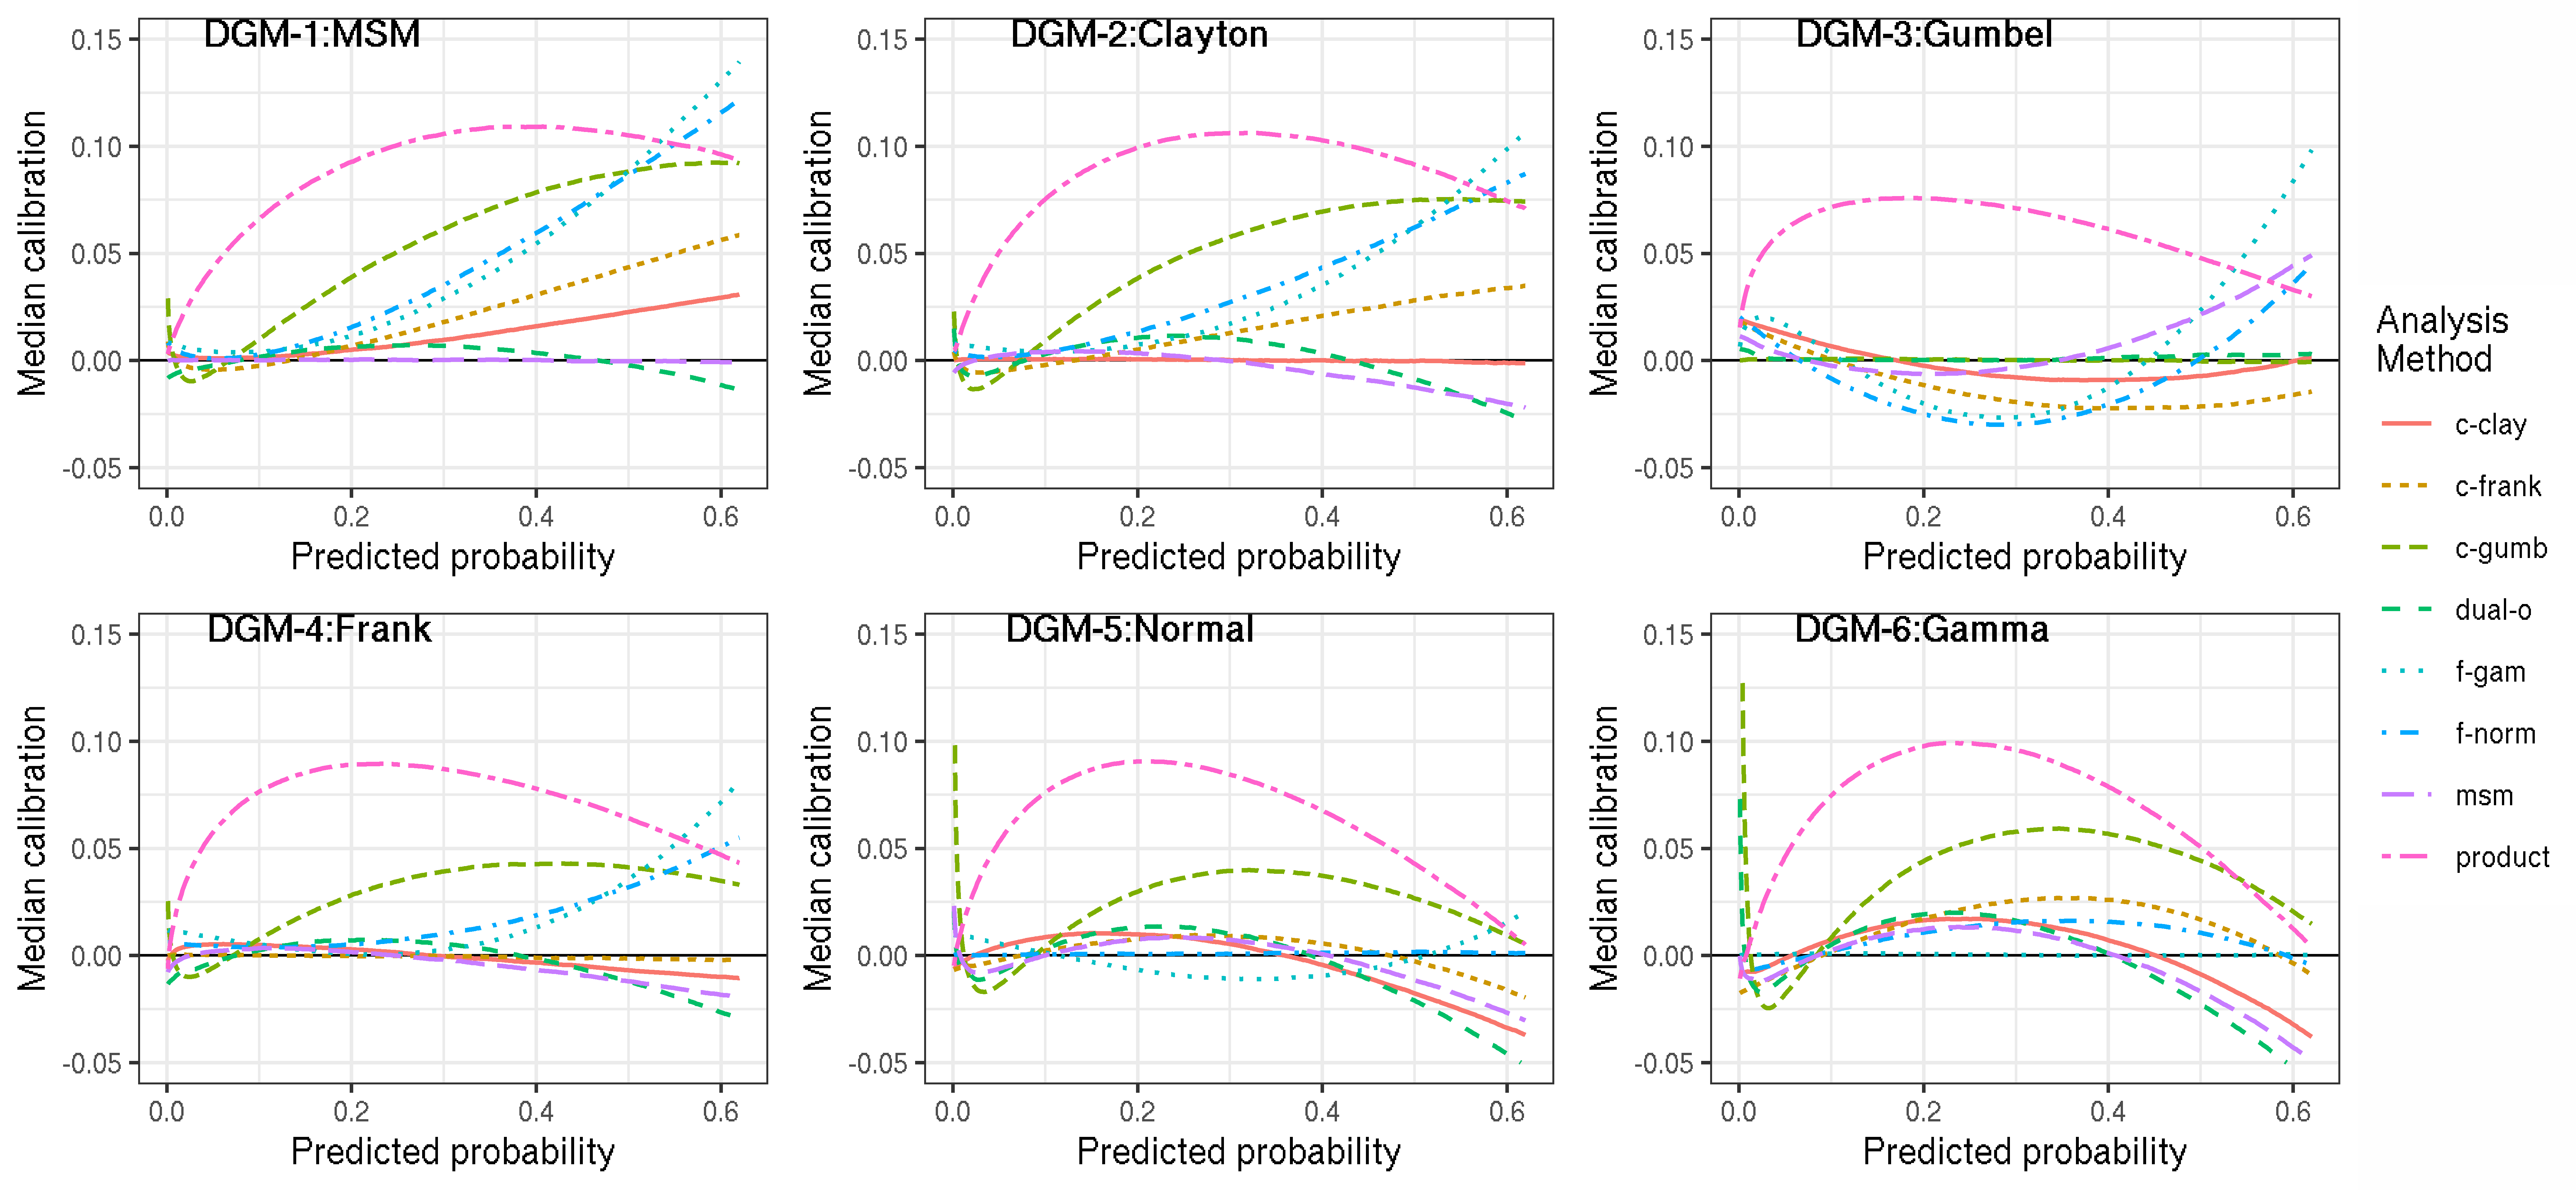 DGM-1:MSM
0.15
0.10
0.05
0.00
-0.05
Median calibration
0.0 0.2 0.4 0.6
Predicted probability
DGM-2:Clayton
0.15
0.10
0.05
0.00
-0.05
Median calibration
0.0 0.2 0.4 0.6
Predicted probability
DGM-3:Gumbel
0.15
0.10
0.05
0.00
-0.05
Median calibration
0.0 0.2 0.4 0.6
Predicted probability
DGM-4:Frank
0.15
0.10
0.05
0.00
-0.05
Median calibration
0.0 0.2 0.4 0.6
Predicted probability
DGM-5:Normal
0.15
0.10
0.05
0.00
-0.05
Median calibration
0.0 0.2 0.4 0.6
Predicted probability
DGM-6:Gamma
0.15
0.10
0.05
0.00
-0.05
Median calibration
0.0 0.2 0.4 0.6
Predicted probability
Analysis
Method
c-clay
c-frank
c-gumb
dual-o
f-gam
f-norm
msm
product